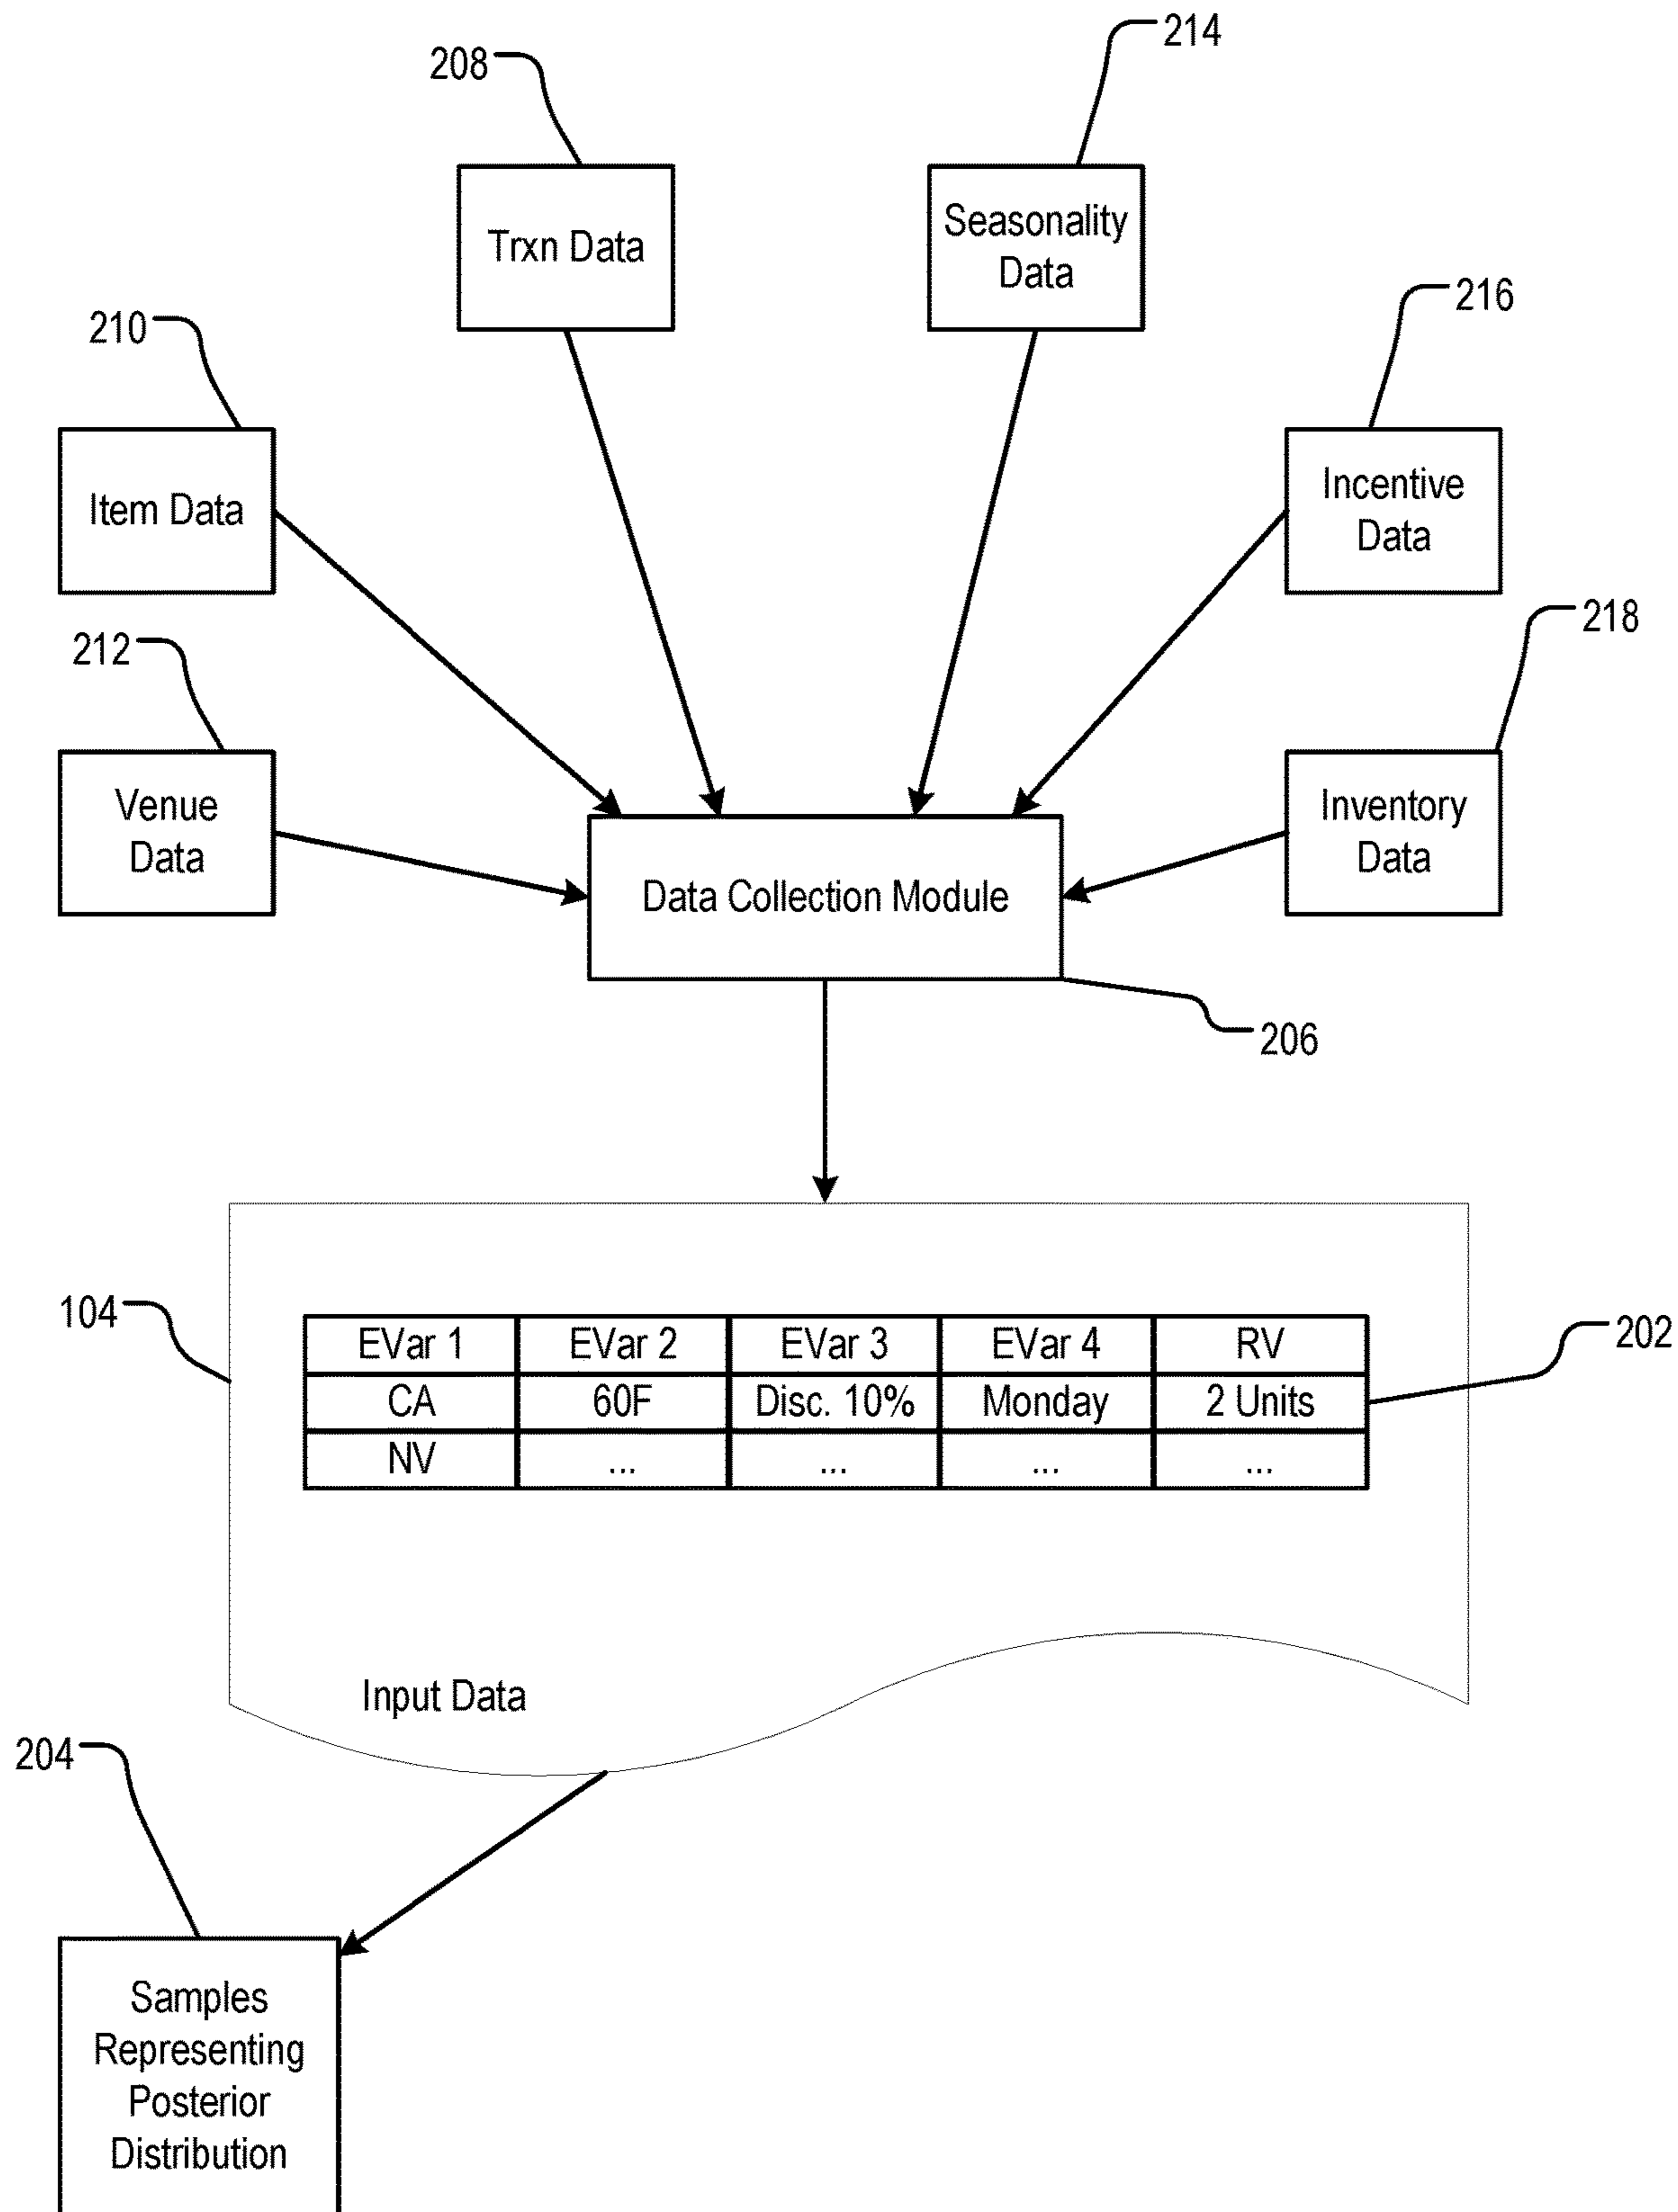 214
208
Trxn Data
Seasonality
Data
216
210
Item Data
Incentive
Data
218
212
Venue
Data
Inventory
Data
Data Collection Module
206
104
202
EVar 1 EVar 2 EVar 3 EVar 4 RV
CA 60F Disc. 10% Monday 2 Units
NV ... ... ... ...
Input Data
204
Samples
Representing
Posterior
Distribution